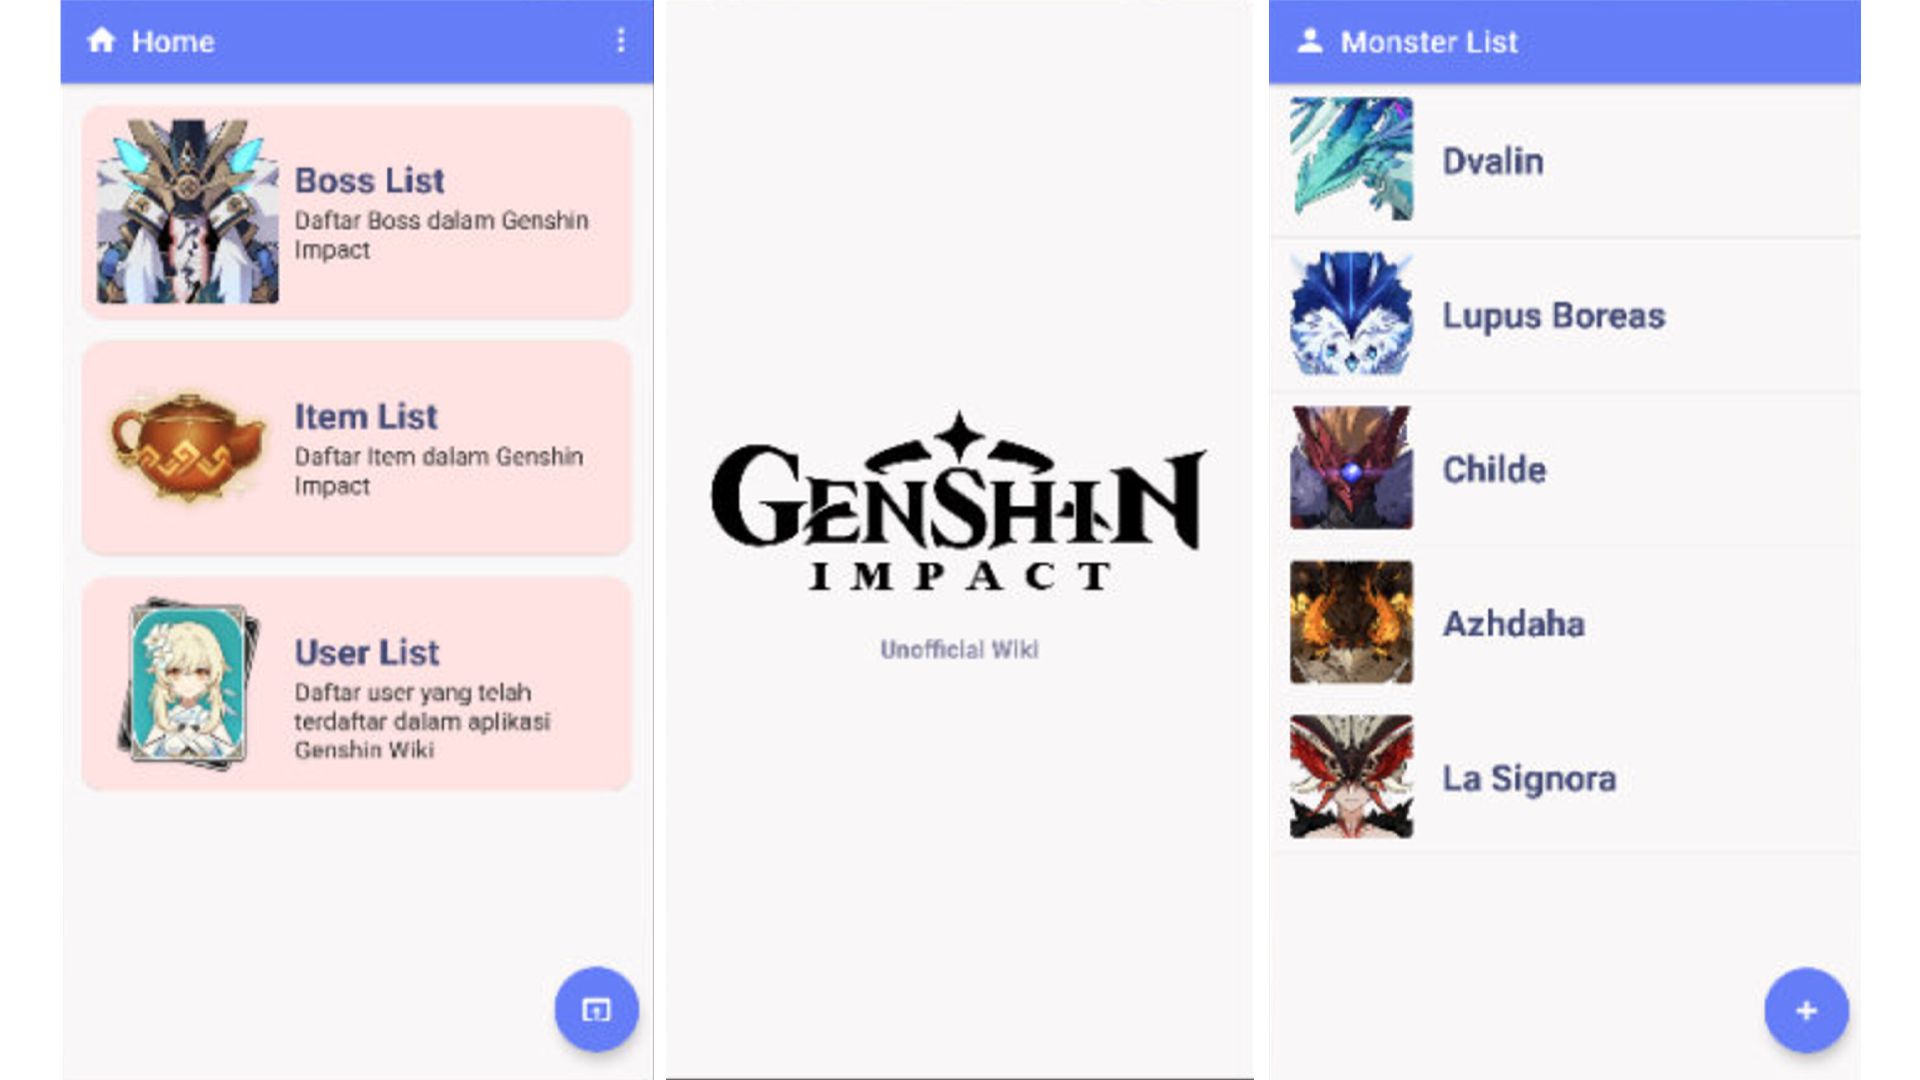 Home
Boss List
Daftar Boss dalam Genshin
Impact
Item List
Daftar Item dalam Genshin
Impact
User List
Daftar user yang telah
terdaftar dalam aplikasi
Genshin Wiki
GENSHIN
IMPACT
Unofficial Wiki
Monster List
Dvalin
Lupus Boreas
Childe
Azhdaha
La Signora